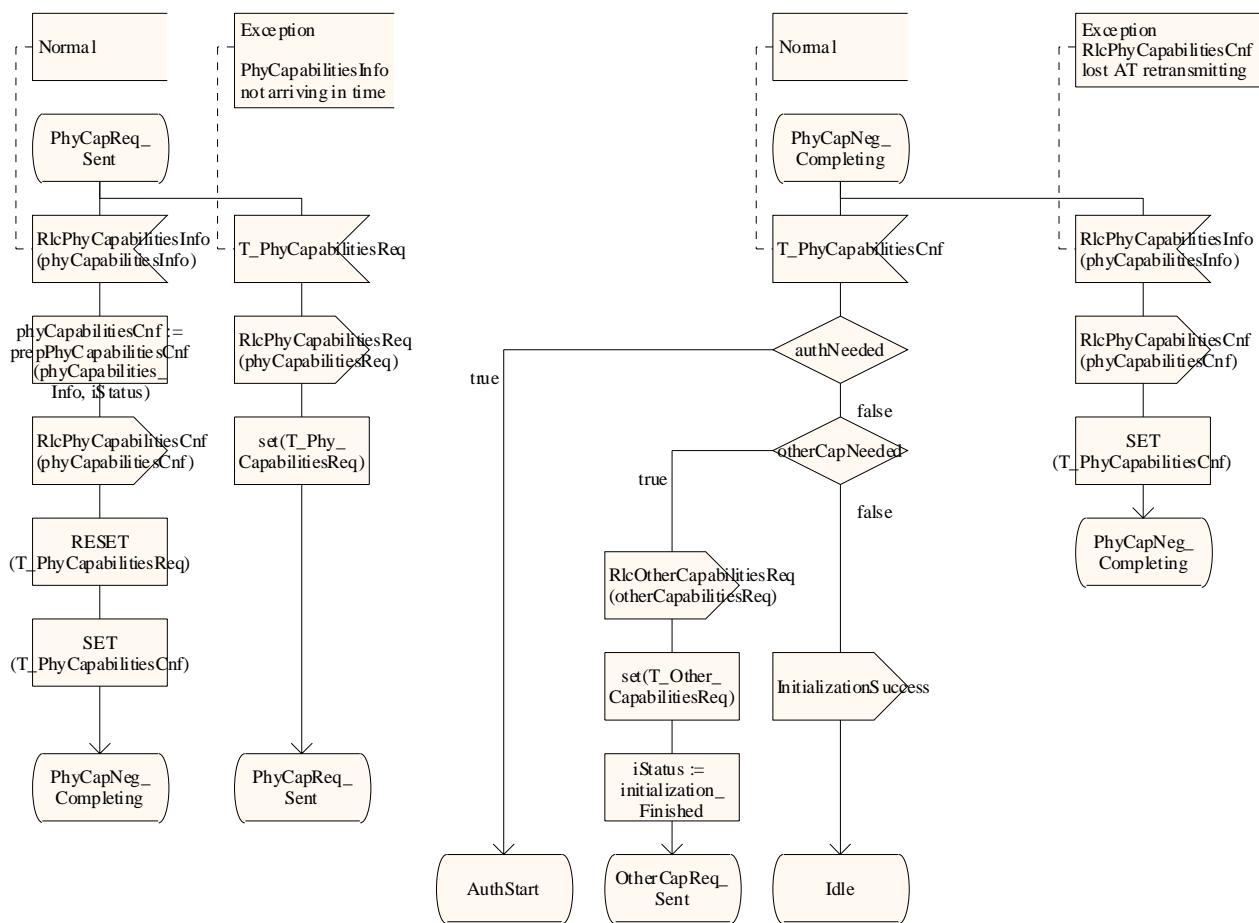 Normal
Exception
PhyCapabilitiesInfo
not arriving in time
PhyCapReq_
Sent
RlcPhyCapabilitiesInfo
(phyCapabilitiesInfo)
T_PhyCapabilitiesReq
phyCapabilitiesCnf :=
prepPhyCapabilitiesCnf
(phyCapabilities_
Info, iStatus)
RlcPhyCapabilitiesReq
(phyCapabilitiesReq)
RlcPhyCapabilitiesCnf
(phyCapabilitiesCnf)
set(T_Phy_
CapabilitiesReq)
RESET
(T_PhyCapabilitiesReq)
SET
(T_PhyCapabilitiesCnf)
PhyCapNeg_
Completing
PhyCapReq_
Sent
Normal
Exception
RlcPhyCapabilitiesCnf
lost AT retransmitting
PhyCapNeg_
Completing
T_PhyCapabilitiesCnf
RlcPhyCapabilitiesInfo
(phyCapabilitiesInfo)
authNeeded
true
false
RlcPhyCapabilitiesCnf
(phyCapabilitiesCnf)
otherCapNeeded
true
false
SET
(T_PhyCapabilitiesCnf)
PhyCapNeg_
Completing
RlcOtherCapabilitiesReq
(otherCapabilitiesReq)
set(T_Other_
CapabilitiesReq)
InitializationSuccess
iStatus :=
initialization_
Finished
AuthStart
OtherCapReq_
Sent
Idle